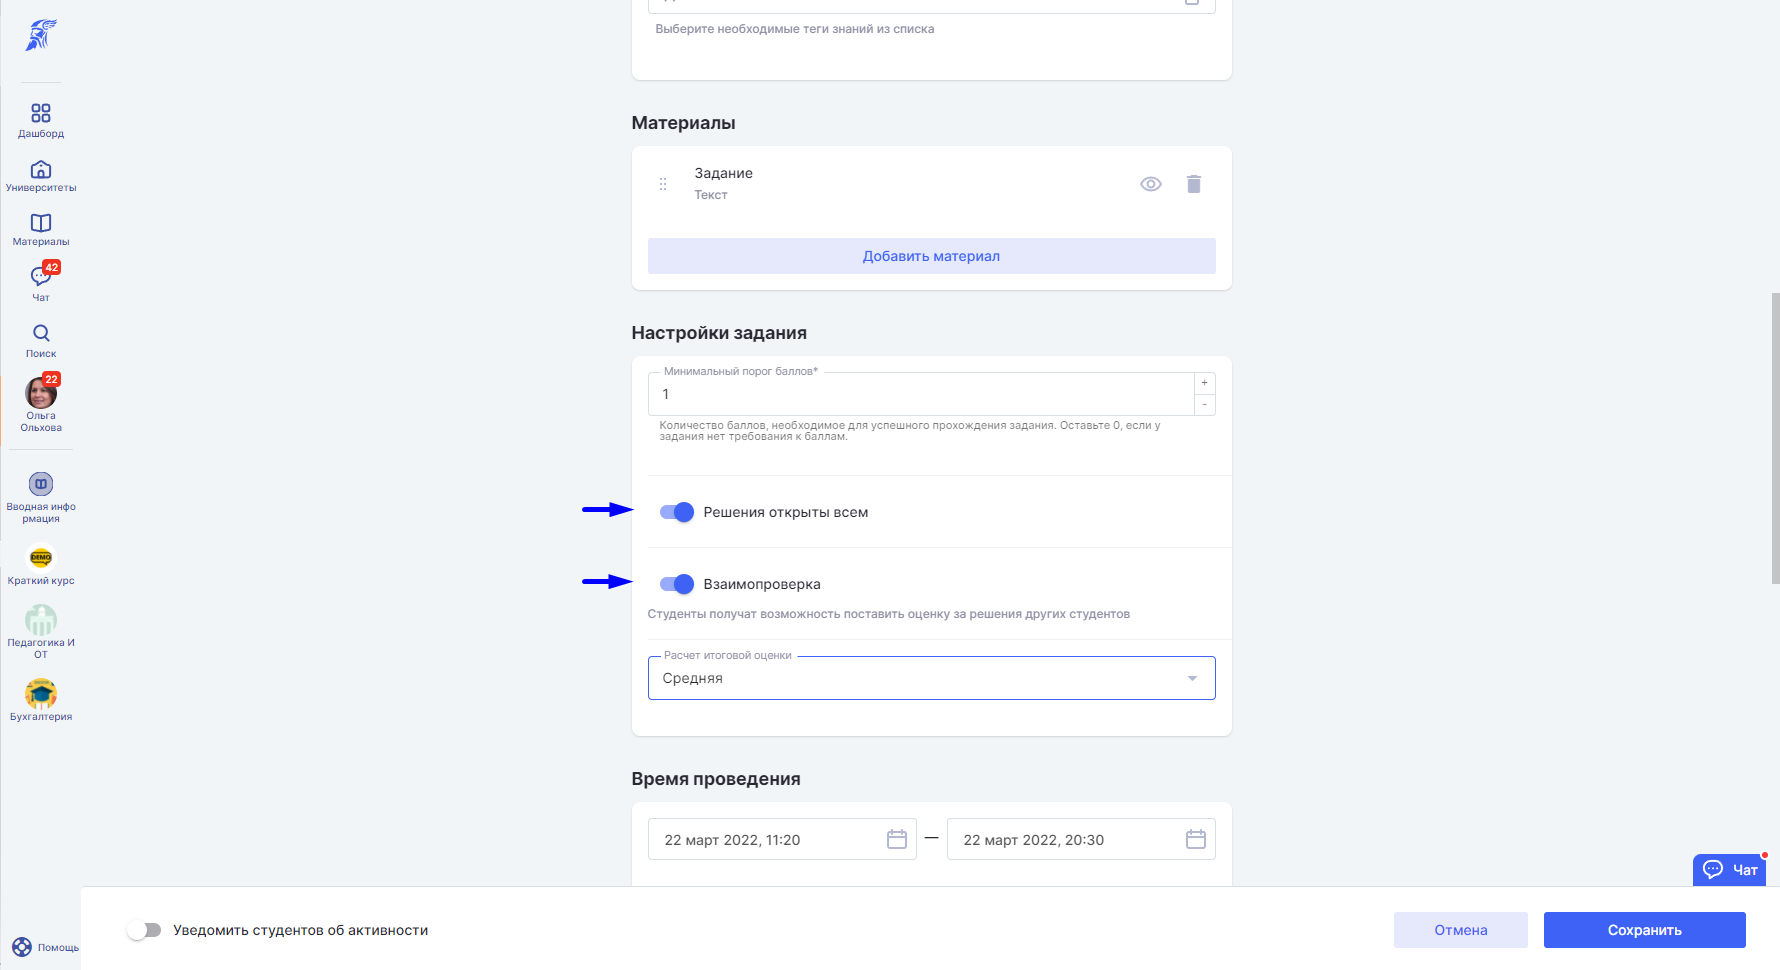 Дашборд
Университеты
Материалы
42
Чат
Поиск
22
Ольга
Ольхова
Вводная инфо
рмация
DEMO
Краткий курс
Педагогика И
ОТ
Бухгалтерия
Помощь
Выберите необходимые теги знаний из списка
Материалы
Задание
Текст
Добавить материал
Настройки задания
Минимальный порог баллов*
1
+
-
Количество баллов, необходимое для успешного прохождения задания. Оставьте 0, если у
задания нет требования к баллам.
Решения открыты всем
Взаимопроверка
Студенты получат возможность поставить оценку за решения других студентов
Расчет итоговой оценки
Средняя
Время проведения
22 март 2022, 11:20 — 22 март 2022, 20:30
Чат
Уведомить студентов об активности
Отмена
Сохранить